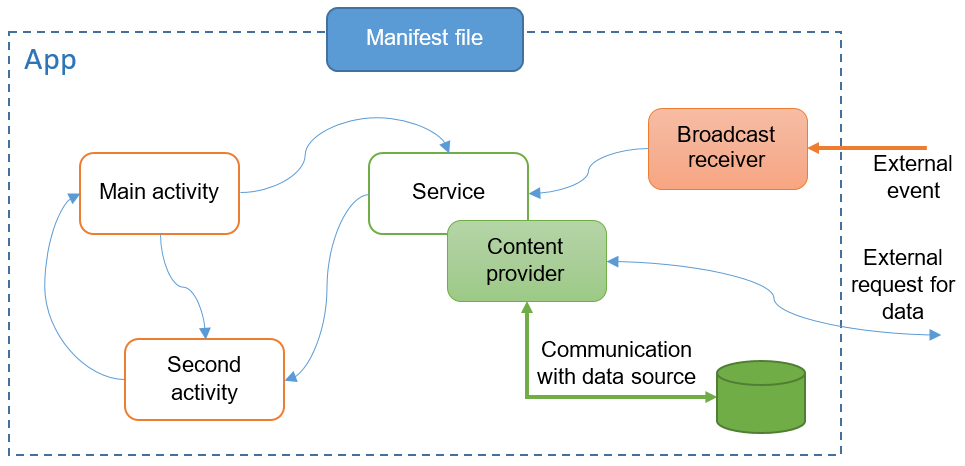 Manifest file
App
Broadcast
receiver
Main activity
Service
External
event
Content
provider
External
request for
data
Second
activity
Communication
with data source